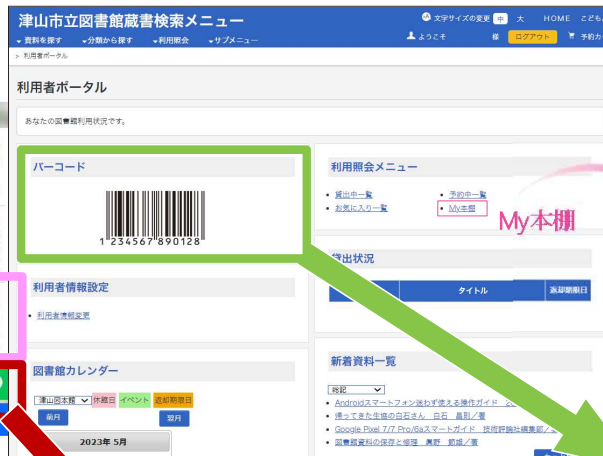 津山市立図書館蔵書検索メニュー
文字サイズの変更 中 大 HOME こども
資料を探す 分類から探す 利用照会 サブメニュー
ようこそ 様 ログアウト 予約カ
> 利用者ポータル
利用者ポータル
あなたの図書館利用状況です。
バーコード
1 234567 890128
利用者情報設定
利用者情報変更
図書館カレンダー
津山図本館 休館日 イベント 返却期限日
前月 翌月
2023年 5月
利用照会メニュー
貸出中一覧 予約中一覧
お気に入り一覧 My本棚
My本棚
貸出状況
タイトル 返却期限日
新着資料一覧
総記
Androidスマートフォン迷わず使える操作ガイド
帰ってきた生協の白石さん 白石 昌則／著
Google Pixel 7/7 Pro/6aスマートガイド 技術評論社編集部／
図書館資料の保存と修理 眞野 節雄／著